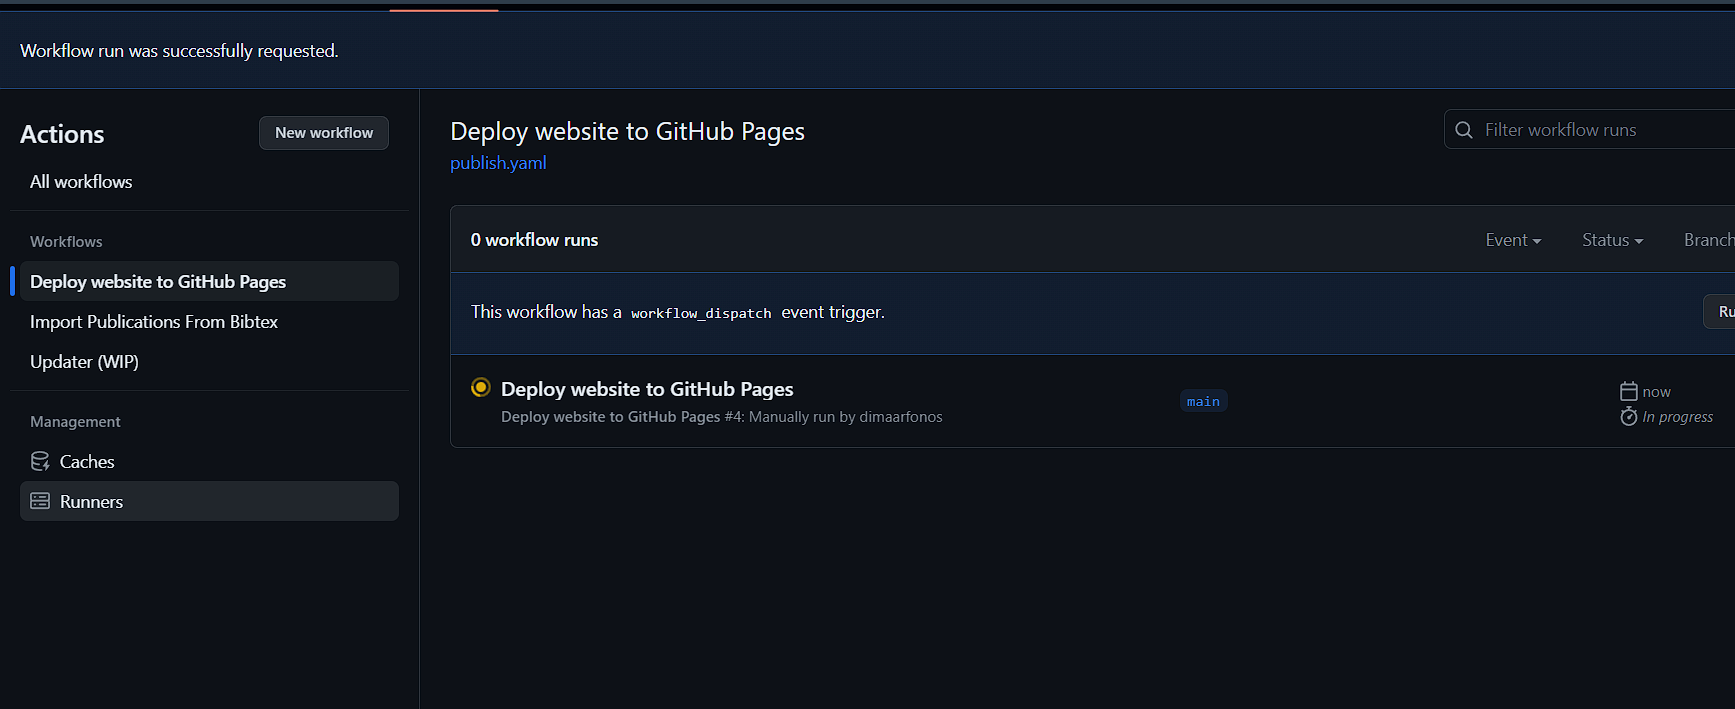 Workflow run was successfully requested.
Actions
New workflow
All workflows
Workflows
Deploy website to GitHub Pages
Import Publications From Bibtex
Updater (WIP)
Management
Caches
Runners
Deploy website to GitHub Pages
publish.yaml
Filter workflow runs
0 workflow runs
Event
Status
Branch
This workflow has a workflow_dispatch event trigger.
Ru
Deploy website to GitHub Pages
Deploy website to GitHub Pages #4: Manually run by dimaarfonos
main
now
In progress